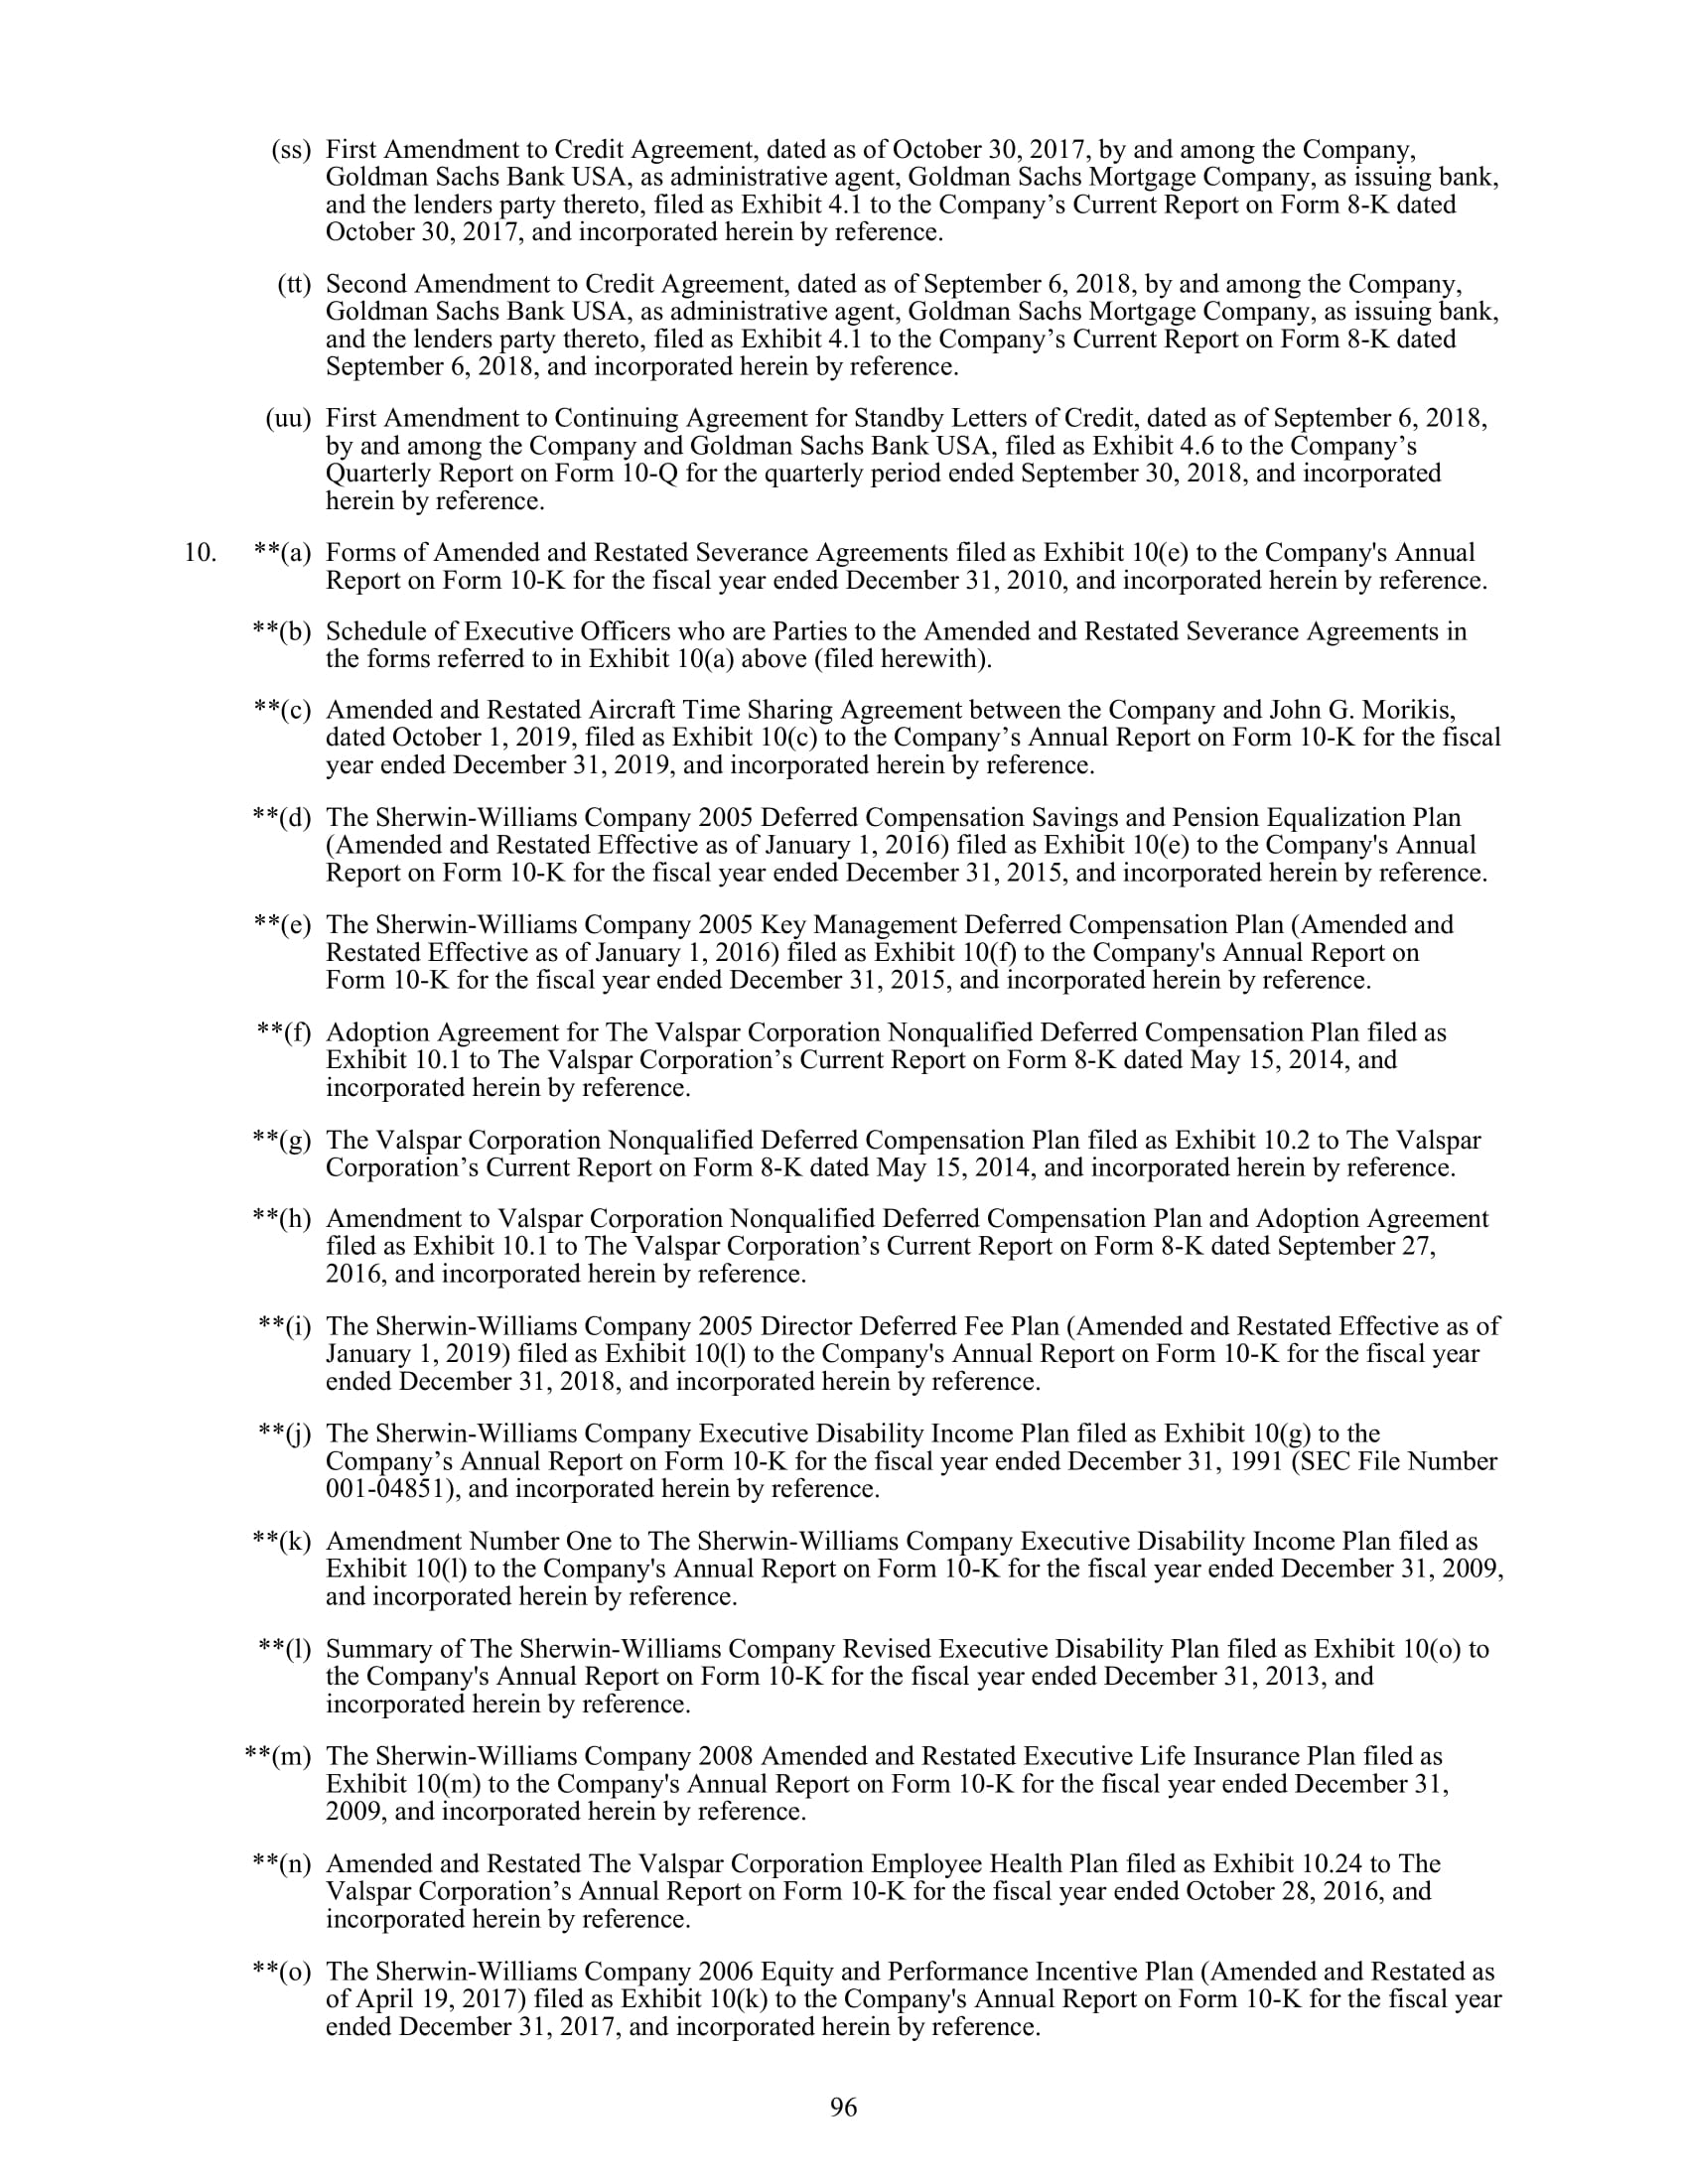 (ss) First Amendment to Credit Agreement, dated as of October 30, 2017, by and among the Company,
Goldman Sachs Bank USA, as administrative agent, Goldman Sachs Mortgage Company, as issuing bank,
and the lenders party thereto, filed as Exhibit 4.1 to the Company’s Current Report on Form 8-K dated
October 30, 2017, and incorporated herein by reference.
(tt) Second Amendment to Credit Agreement, dated as of September 6, 2018, by and among the Company,
Goldman Sachs Bank USA, as administrative agent, Goldman Sachs Mortgage Company, as issuing bank,
and the lenders party thereto, filed as Exhibit 4.1 to the Company’s Current Report on Form 8-K dated
September 6, 2018, and incorporated herein by reference.
(uu) First Amendment to Continuing Agreement for Standby Letters of Credit, dated as of September 6, 2018,
by and among the Company and Goldman Sachs Bank USA, filed as Exhibit 4.6 to the Company’s
Quarterly Report on Form 10-Q for the quarterly period ended September 30, 2018, and incorporated
herein by reference.
10. **(a) Forms of Amended and Restated Severance Agreements filed as Exhibit 10(e) to the Company's Annual
Report on Form 10-K for the fiscal year ended December 31, 2010, and incorporated herein by reference.
**(b) Schedule of Executive Officers who are Parties to the Amended and Restated Severance Agreements in
the forms referred to in Exhibit 10(a) above (filed herewith).
**(c) Amended and Restated Aircraft Time Sharing Agreement between the Company and John G. Morikis,
dated October 1, 2019, filed as Exhibit 10(c) to the Company’s Annual Report on Form 10-K for the fiscal
year ended December 31, 2019, and incorporated herein by reference.
**(d) The Sherwin-Williams Company 2005 Deferred Compensation Savings and Pension Equalization Plan
(Amended and Restated Effective as of January 1, 2016) filed as Exhibit 10(e) to the Company's Annual
Report on Form 10-K for the fiscal year ended December 31, 2015, and incorporated herein by reference.
**(e) The Sherwin-Williams Company 2005 Key Management Deferred Compensation Plan (Amended and
Restated Effective as of January 1, 2016) filed as Exhibit 10(f) to the Company's Annual Report on
Form 10-K for the fiscal year ended December 31, 2015, and incorporated herein by reference.
**(f) Adoption Agreement for The Valspar Corporation Nonqualified Deferred Compensation Plan filed as
Exhibit 10.1 to The Valspar Corporation’s Current Report on Form 8-K dated May 15, 2014, and
incorporated herein by reference.
**(g) The Valspar Corporation Nonqualified Deferred Compensation Plan filed as Exhibit 10.2 to The Valspar
Corporation’s Current Report on Form 8-K dated May 15, 2014, and incorporated herein by reference.
**(h) Amendment to Valspar Corporation Nonqualified Deferred Compensation Plan and Adoption Agreement
filed as Exhibit 10.1 to The Valspar Corporation’s Current Report on Form 8-K dated September 27,
2016, and incorporated herein by reference.
**(i) The Sherwin-Williams Company 2005 Director Deferred Fee Plan (Amended and Restated Effective as of
January 1, 2019) filed as Exhibit 10(l) to the Company's Annual Report on Form 10-K for the fiscal year
ended December 31, 2018, and incorporated herein by reference.
**(j) The Sherwin-Williams Company Executive Disability Income Plan filed as Exhibit 10(g) to the
Company’s Annual Report on Form 10-K for the fiscal year ended December 31, 1991 (SEC File Number
001-04851), and incorporated herein by reference.
**(k) Amendment Number One to The Sherwin-Williams Company Executive Disability Income Plan filed as
Exhibit 10(l) to the Company's Annual Report on Form 10-K for the fiscal year ended December 31, 2009,
and incorporated herein by reference.
**(l) Summary of The Sherwin-Williams Company Revised Executive Disability Plan filed as Exhibit 10(o) to
the Company's Annual Report on Form 10-K for the fiscal year ended December 31, 2013, and
incorporated herein by reference.
**(m) The Sherwin-Williams Company 2008 Amended and Restated Executive Life Insurance Plan filed as
Exhibit 10(m) to the Company's Annual Report on Form 10-K for the fiscal year ended December 31,
2009, and incorporated herein by reference.
**(n) Amended and Restated The Valspar Corporation Employee Health Plan filed as Exhibit 10.24 to The
Valspar Corporation’s Annual Report on Form 10-K for the fiscal year ended October 28, 2016, and
incorporated herein by reference.
**(o) The Sherwin-Williams Company 2006 Equity and Performance Incentive Plan (Amended and Restated as
of April 19, 2017) filed as Exhibit 10(k) to the Company's Annual Report on Form 10-K for the fiscal year
ended December 31, 2017, and incorporated herein by reference.
96